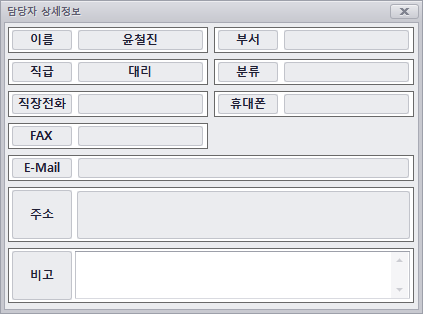 담당자 상세정보
이름 윤철진 부서
직급 대리 분류
직장전화 휴대폰
FAX
E-Mail
주소
비고